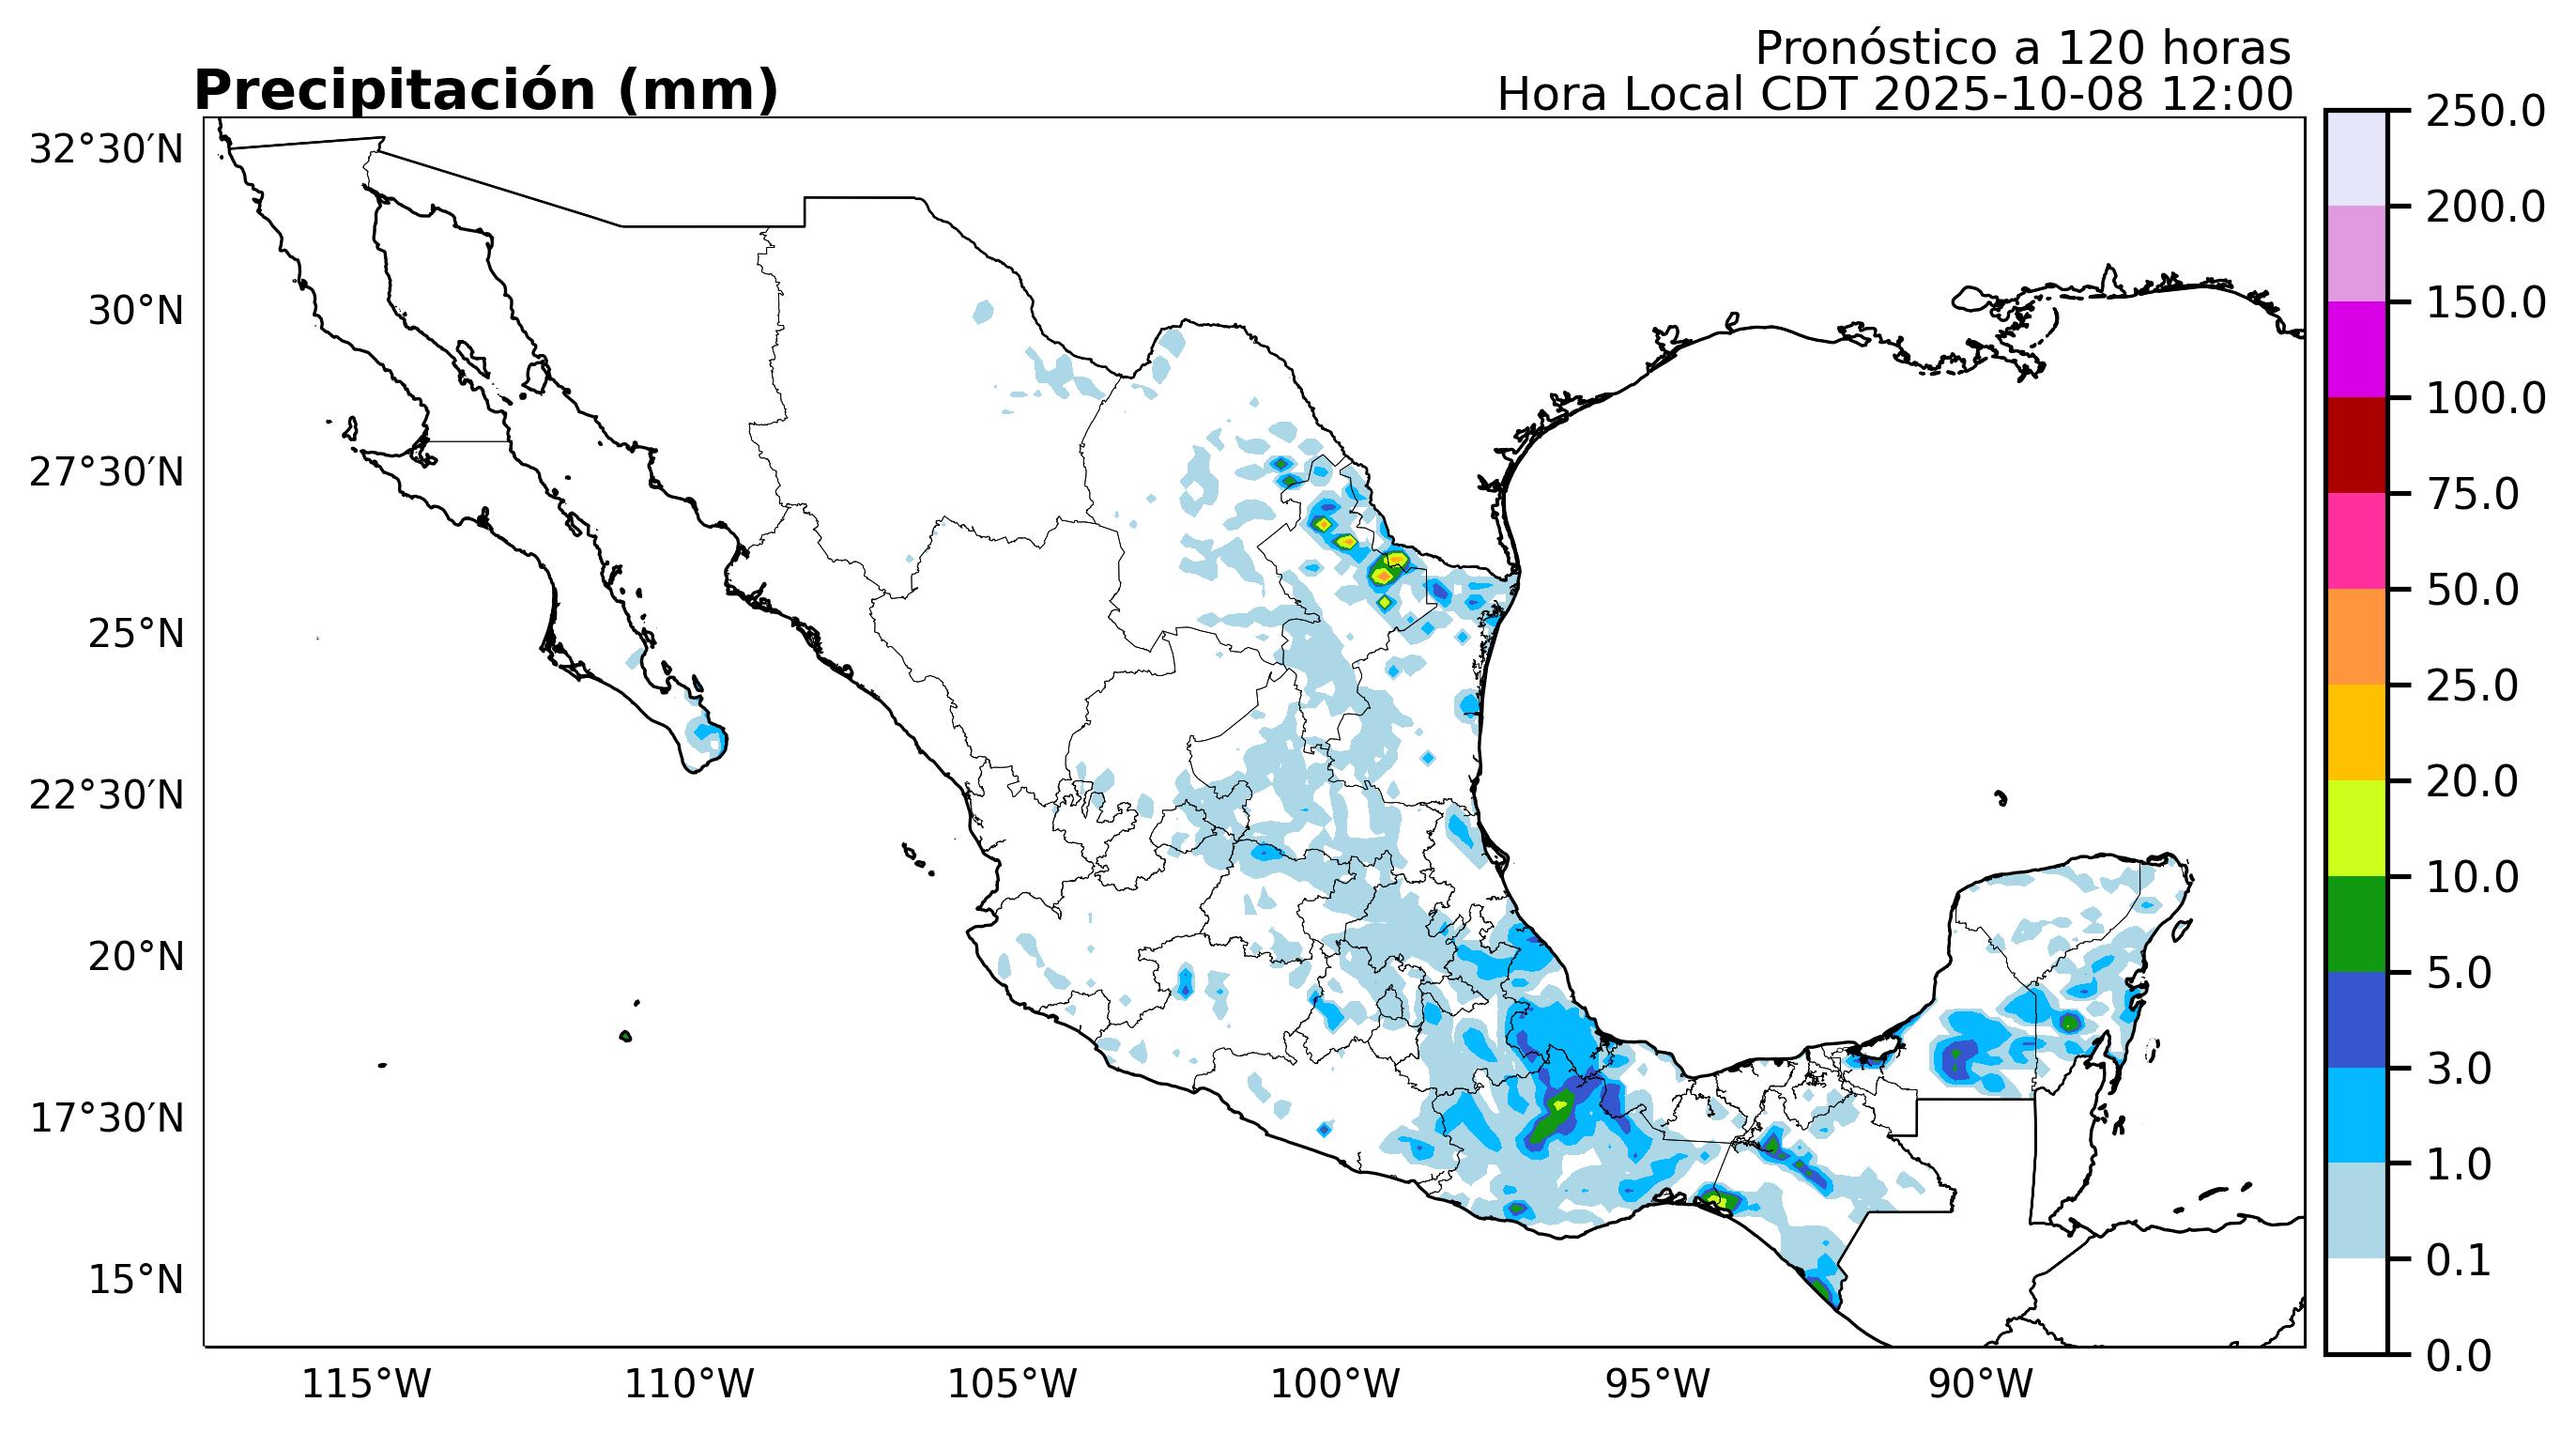 Pronóstico a 120 horas
Precipitación (mm)
Hora Local CDT 2025-10-08 12:00
32°30′N
30°N
27°30′N
25°N
22°30′N
20°N
17°30′N
15°N
115°W
110°W
105°W
100°W
95°W
90°W
250.0
200.0
150.0
100.0
75.0
50.0
25.0
20.0
10.0
5.0
3.0
1.0
0.1
0.0